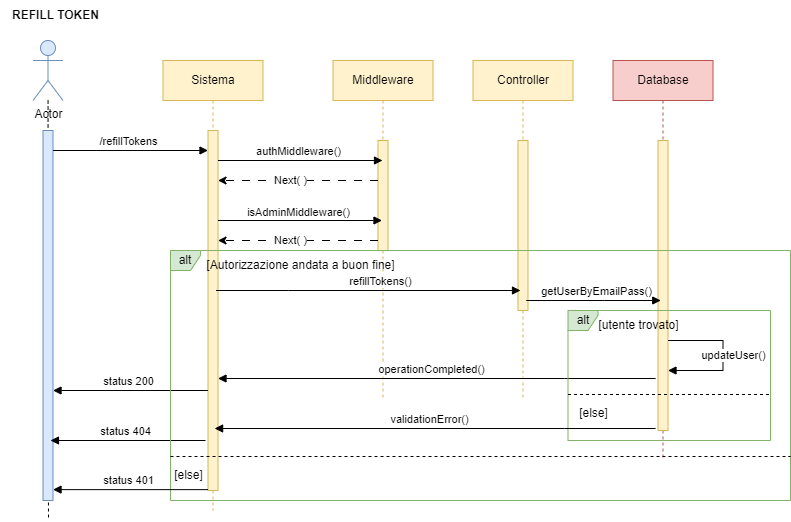 REFILL TOKEN
Actor
Sistema
Middleware
Controller
Database
/refillTokens
authMiddleware()
Next( )
isAdminMiddleware()
Next( )
alt
[Autorizzazione andata a buon fine]
refillTokens()
getUserByEmailPass()
alt
[utente trovato]
updateUser()
operationCompleted()
status 200
[else]
validationError()
status 404
[else]
status 401